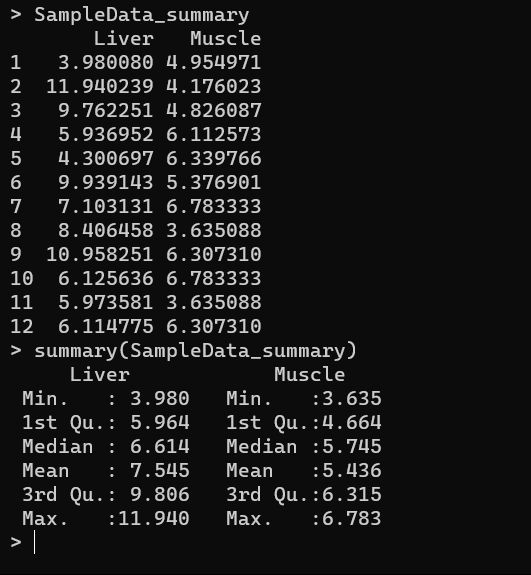 > SampleData_summary
       Liver   Muscle
1   3.980080 4.954971
2  11.940239 4.176023
3   9.762251 4.826087
4   5.936952 6.112573
5   4.300697 6.339766
6   9.939143 5.376901
7   7.103131 6.783333
8   8.406458 3.635088
9  10.958251 6.307310
10  6.125636 6.783333
11  5.973581 3.635088
12  6.114775 6.307310
> summary(SampleData_summary)
     Liver            Muscle
 Min.   : 3.980   Min.   :3.635
 1st Qu.: 5.964   1st Qu.:4.664
 Median : 6.614   Median :5.745
 Mean   : 7.545   Mean   :5.436
 3rd Qu.: 9.806   3rd Qu.:6.315
 Max.   :11.940   Max.   :6.783
>